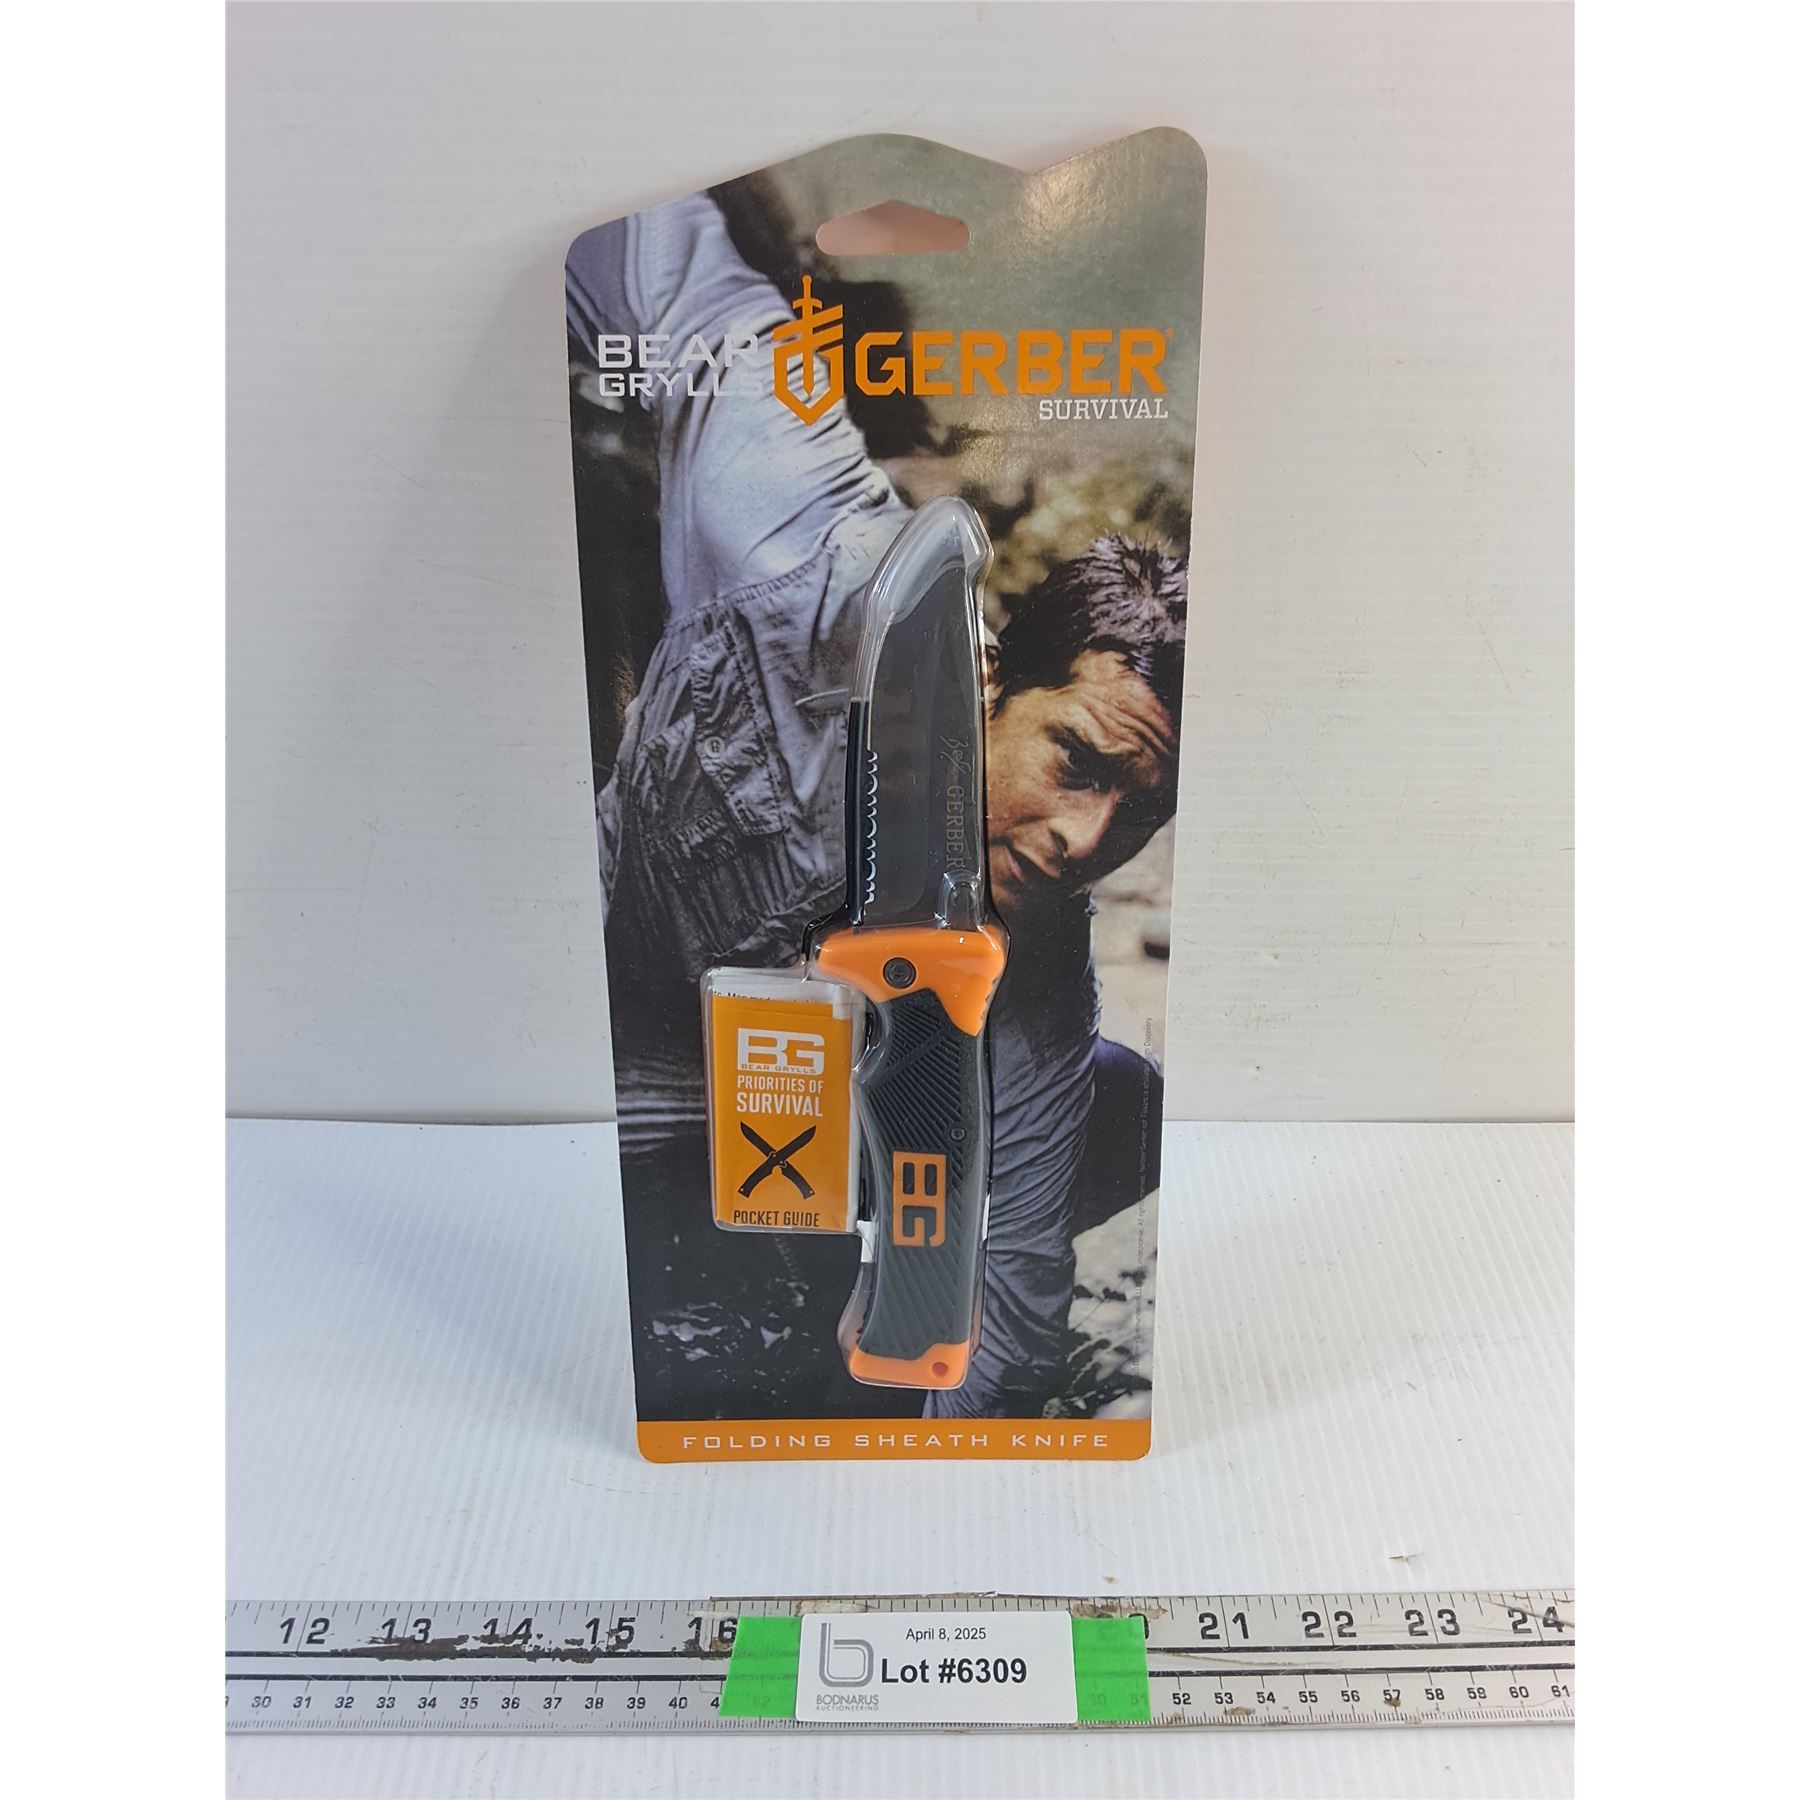 BEAR GERBER®
GRYLLS
SURVIVAL
GERBER
BG
BEAR GRYLLS
PRIORITIES OF
SURVIVAL
POCKET GUIDE
BG
FOLDING SHEATH KNIFE
12 13 14 15 16 21 22 23 24
April 8, 2025
Lot #6309
BODNARUS
AUCTIONEERING
30 31 32 33 34 35 36 37 38 39 40 52 53 54 55 56 57 58 59 60 61